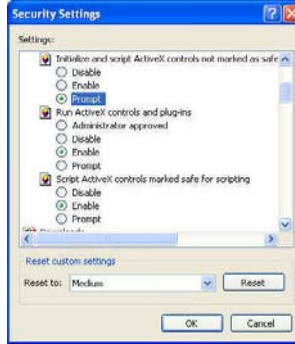 Security Settings
Settings:
Initialize and script ActiveX controls not marked as safe
Disable
Enable
Prompt
Run ActiveX controls and plug-ins
Administrator approved
Disable
Enable
Prompt
Script ActiveX controls marked safe for scripting
Disable
Enable
Prompt
Downloads
Reset custom settings
Reset to: Medium Reset
OK Cancel